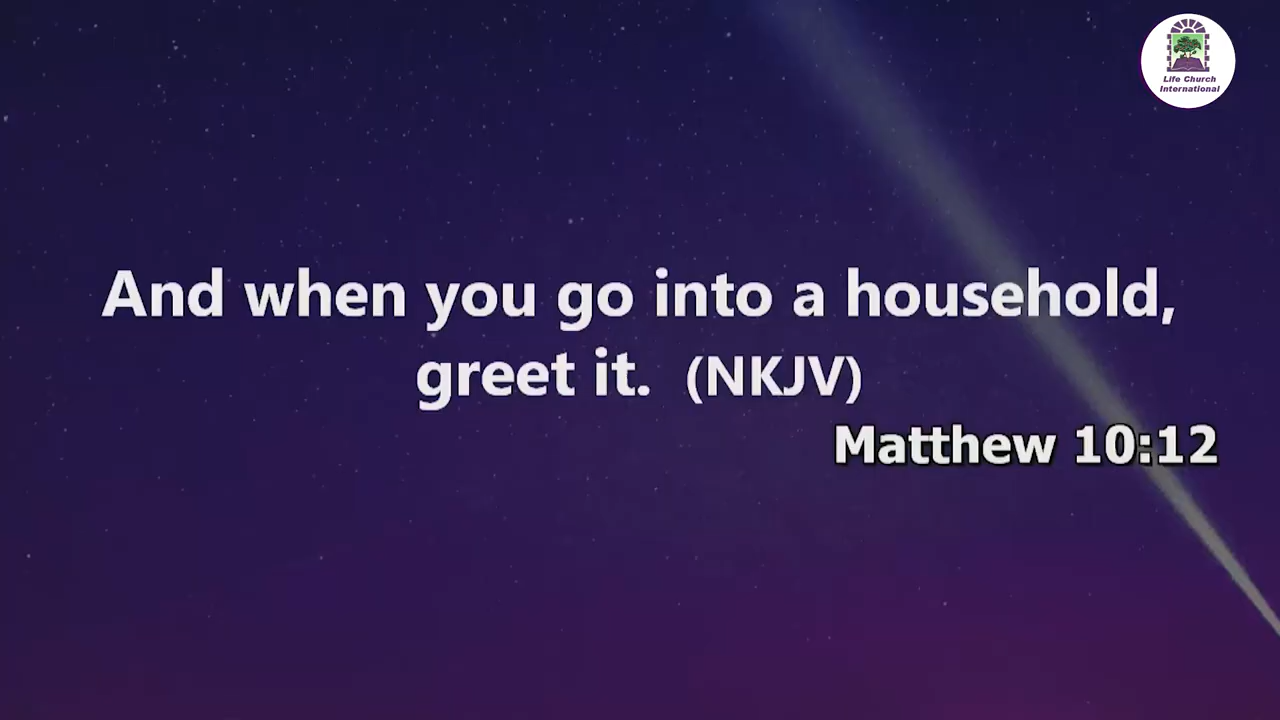 Life Church
International
And when you go into a household,
greet it. (NKJV)
Matthew 10:12